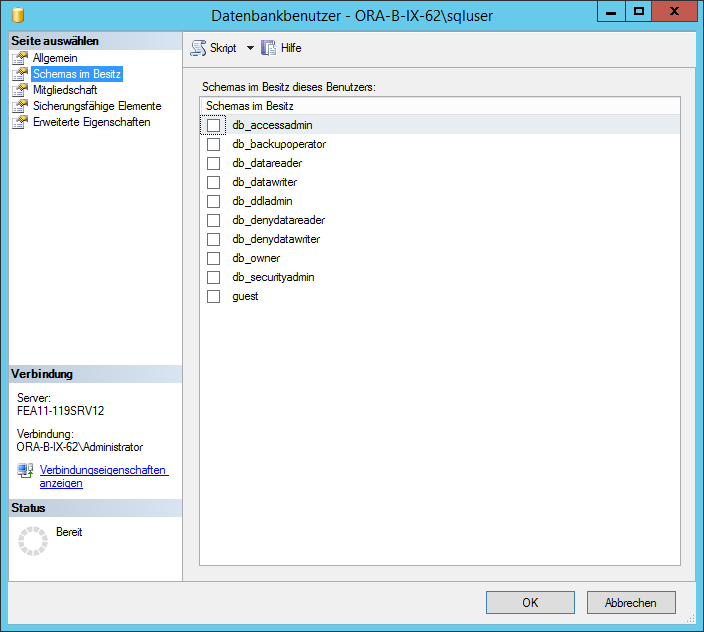 Datenbankbenutzer - ORA-B-IX-62\sqluser
Seite auswählen
Allgemein
Schemas im Besitz
Mitgliedschaft
Sicherungsfähige Elemente
Erweiterte Eigenschaften
Skript
Hilfe
Schemas im Besitz dieses Benutzers:
Schemas im Besitz
db_accessadmin
db_backupoperator
db_datareader
db_datawriter
db_ddladmin
db_denydatareader
db_denydatawriter
db_owner
db_securityadmin
guest
Verbindung
Server:
FEA11-119SRV12
Verbindung:
ORA-B-IX-62\Administrator
Verbindungseigenschaften
anzeigen
Status
Bereit
OK
Abbrechen